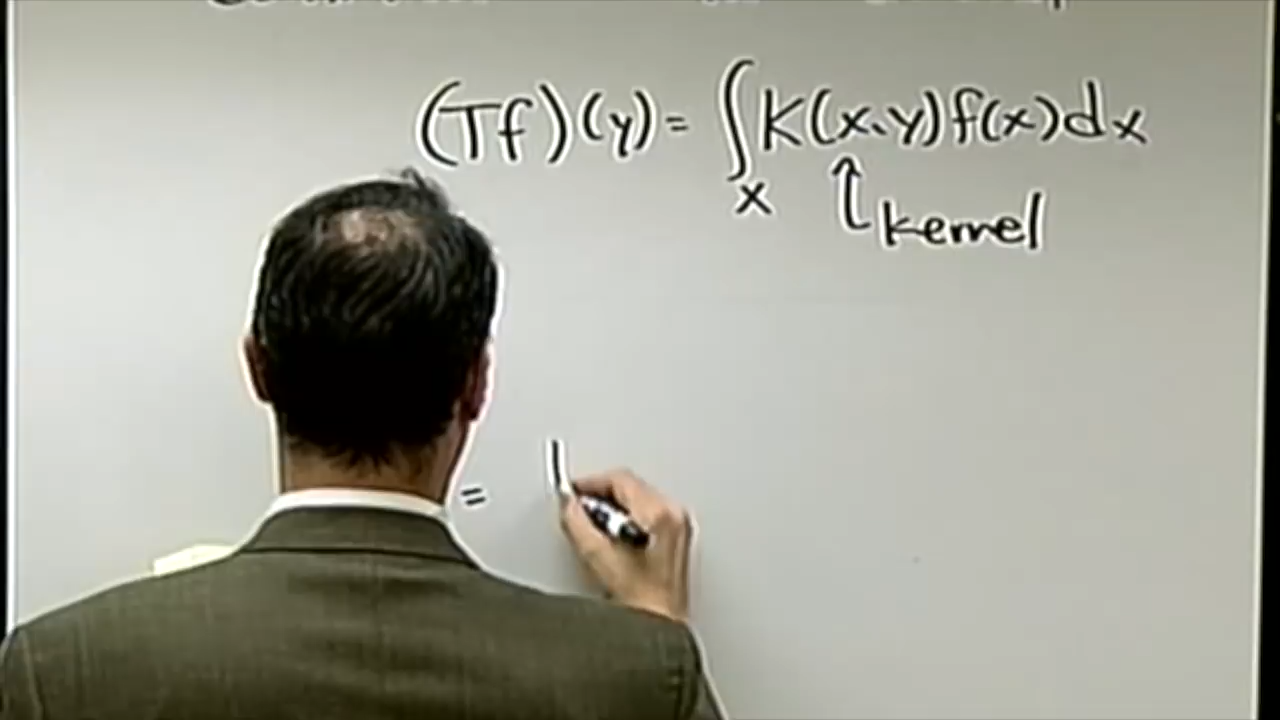 (Tf)(y) = ∫ K(x,y)f(x)dx
x
kernel
=